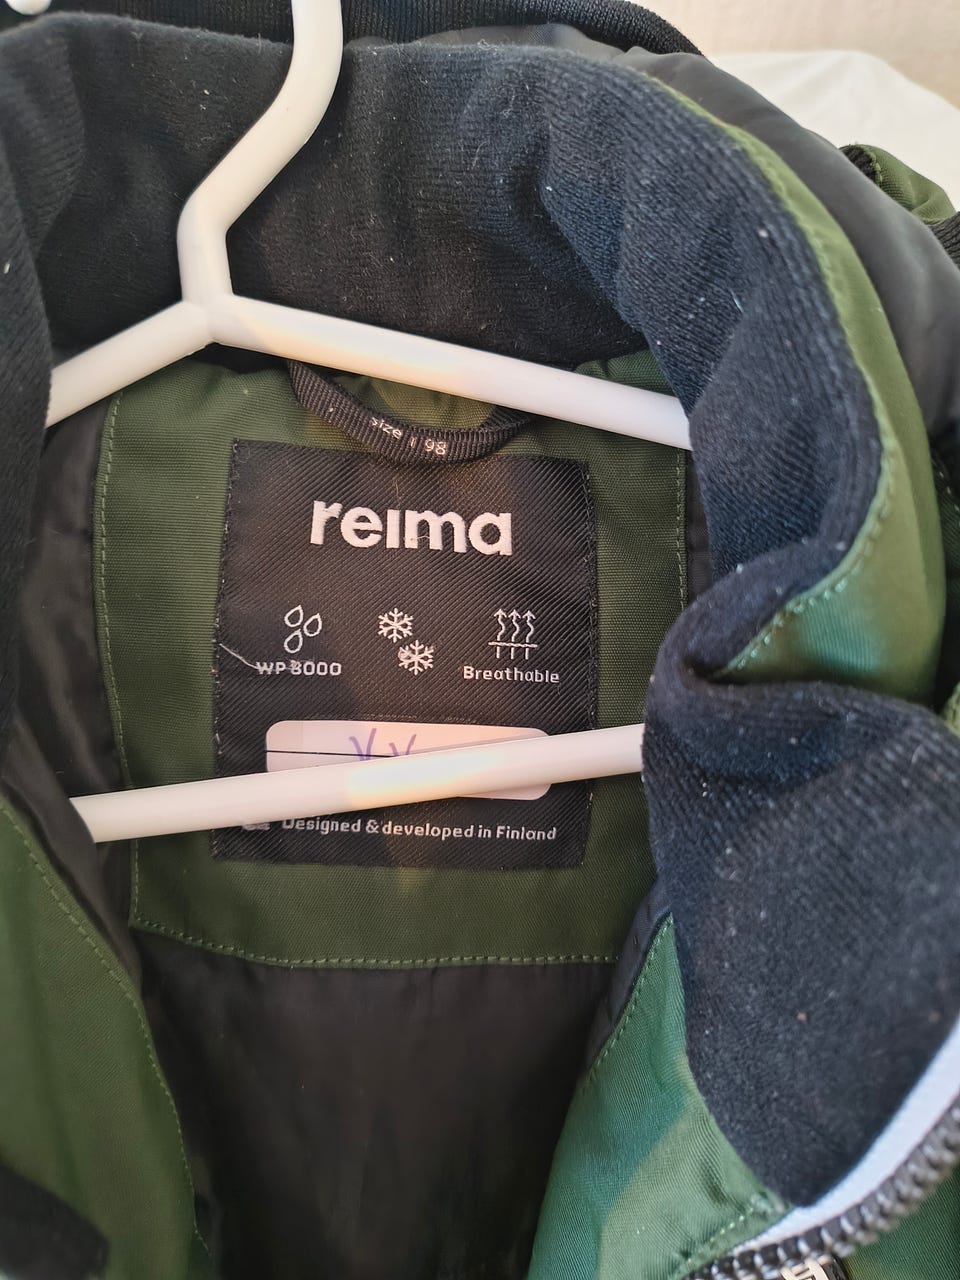 size | 98
reima
WP 8000
Breathable
Designed & developed in Finland